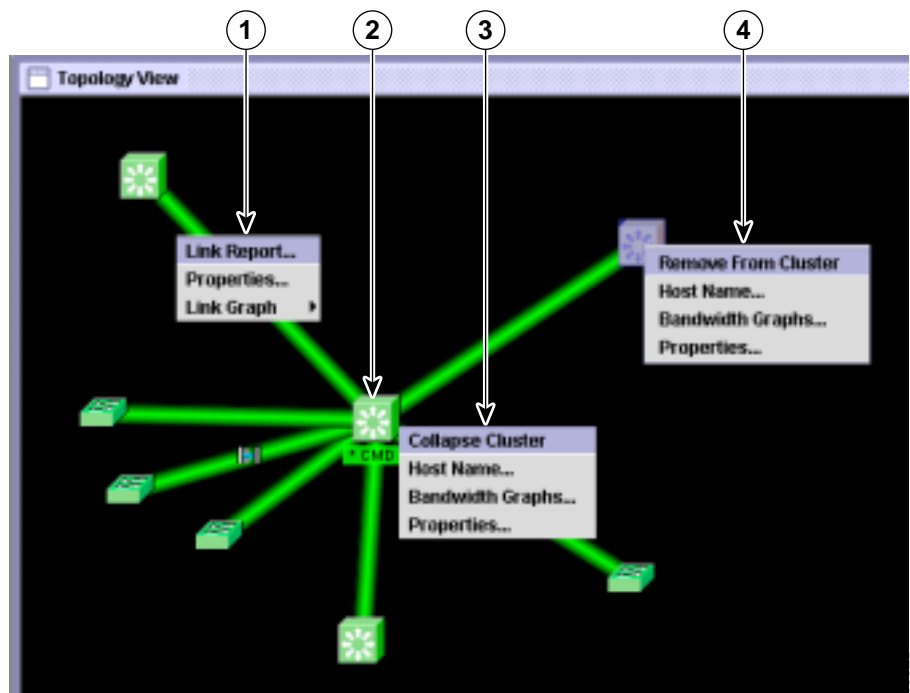 1 2 3 4
Topology View
Link Report...
Properties...
Link Graph
Remove From Cluster
Host Name...
Bandwidth Graphs...
Properties...
* CMD
Collapse Cluster
Host Name...
Bandwidth Graphs...
Properties...